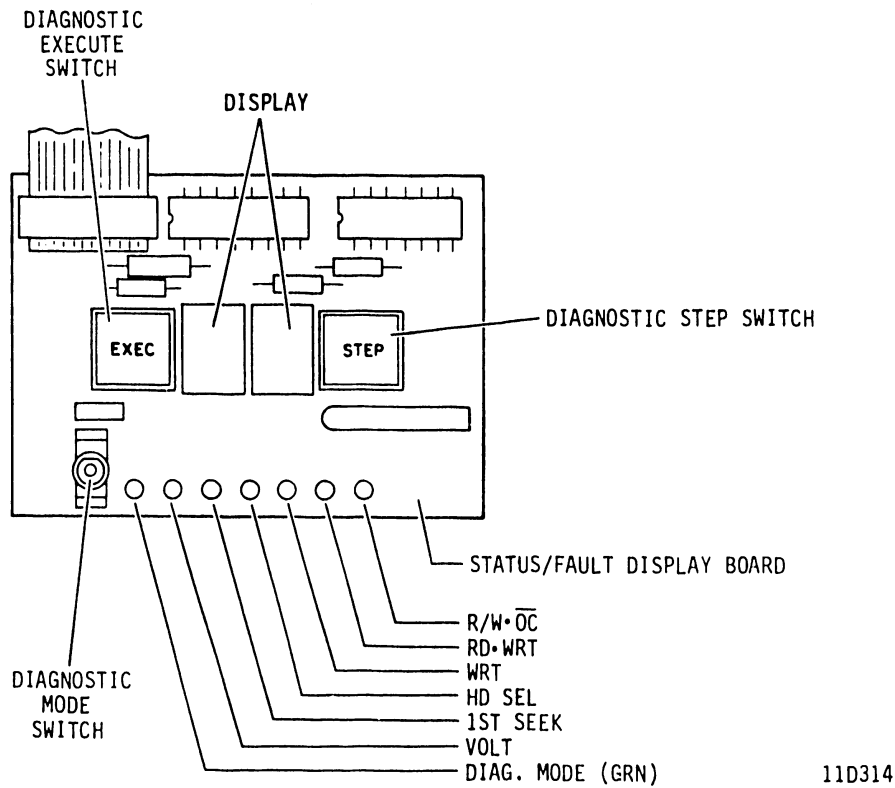 DIAGNOSTIC
EXECUTE
SWITCH
DISPLAY
EXEC
STEP
DIAGNOSTIC STEP SWITCH
STATUS/FAULT DISPLAY BOARD
R/W•O̅C̅
RD•WRT
WRT
HD SEL
1ST SEEK
VOLT
DIAG. MODE (GRN)
DIAGNOSTIC
MODE
SWITCH
11D314